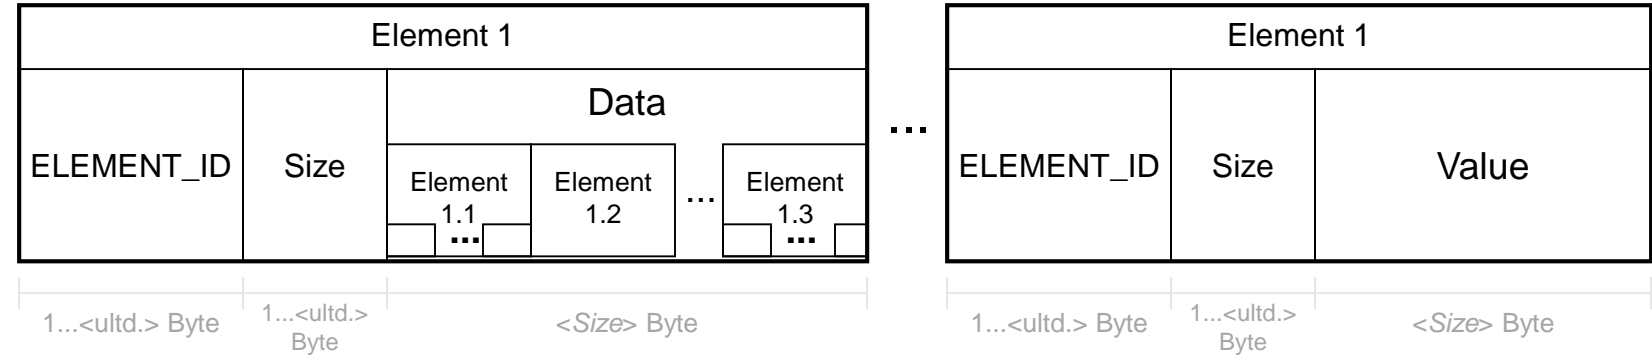 Element 1
ELEMENT_ID
Size
Data
Element
1.1
...
Element
1.2
...
Element
1.3
...
1...<ultd.> Byte
1...<ultd.>
Byte
<Size> Byte
...
Element 1
ELEMENT_ID
Size
Value
1...<ultd.> Byte
1...<ultd.>
Byte
<Size> Byte